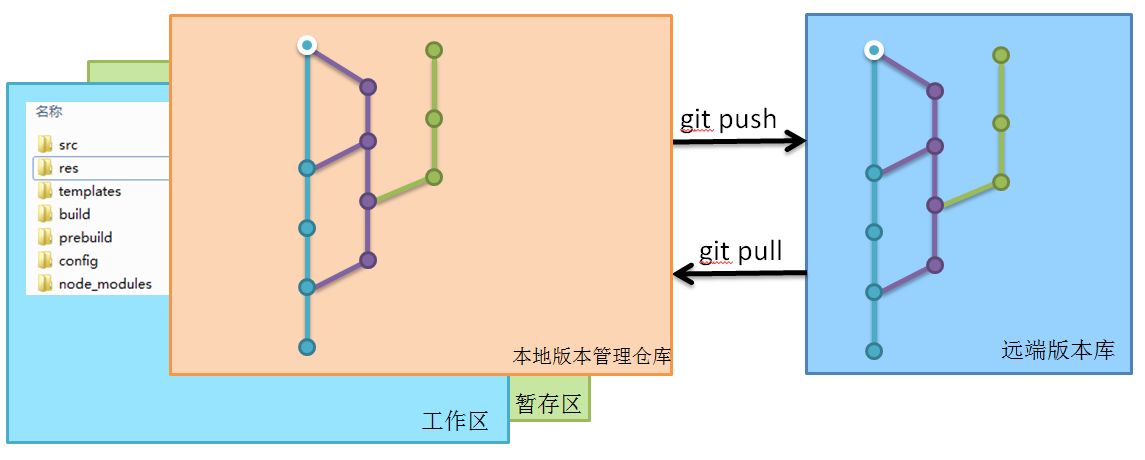 名称
src
res
templates
build
prebuild
config
node_modules
git push
git pull
本地版本管理仓库
远端版本库
暂存区
工作区